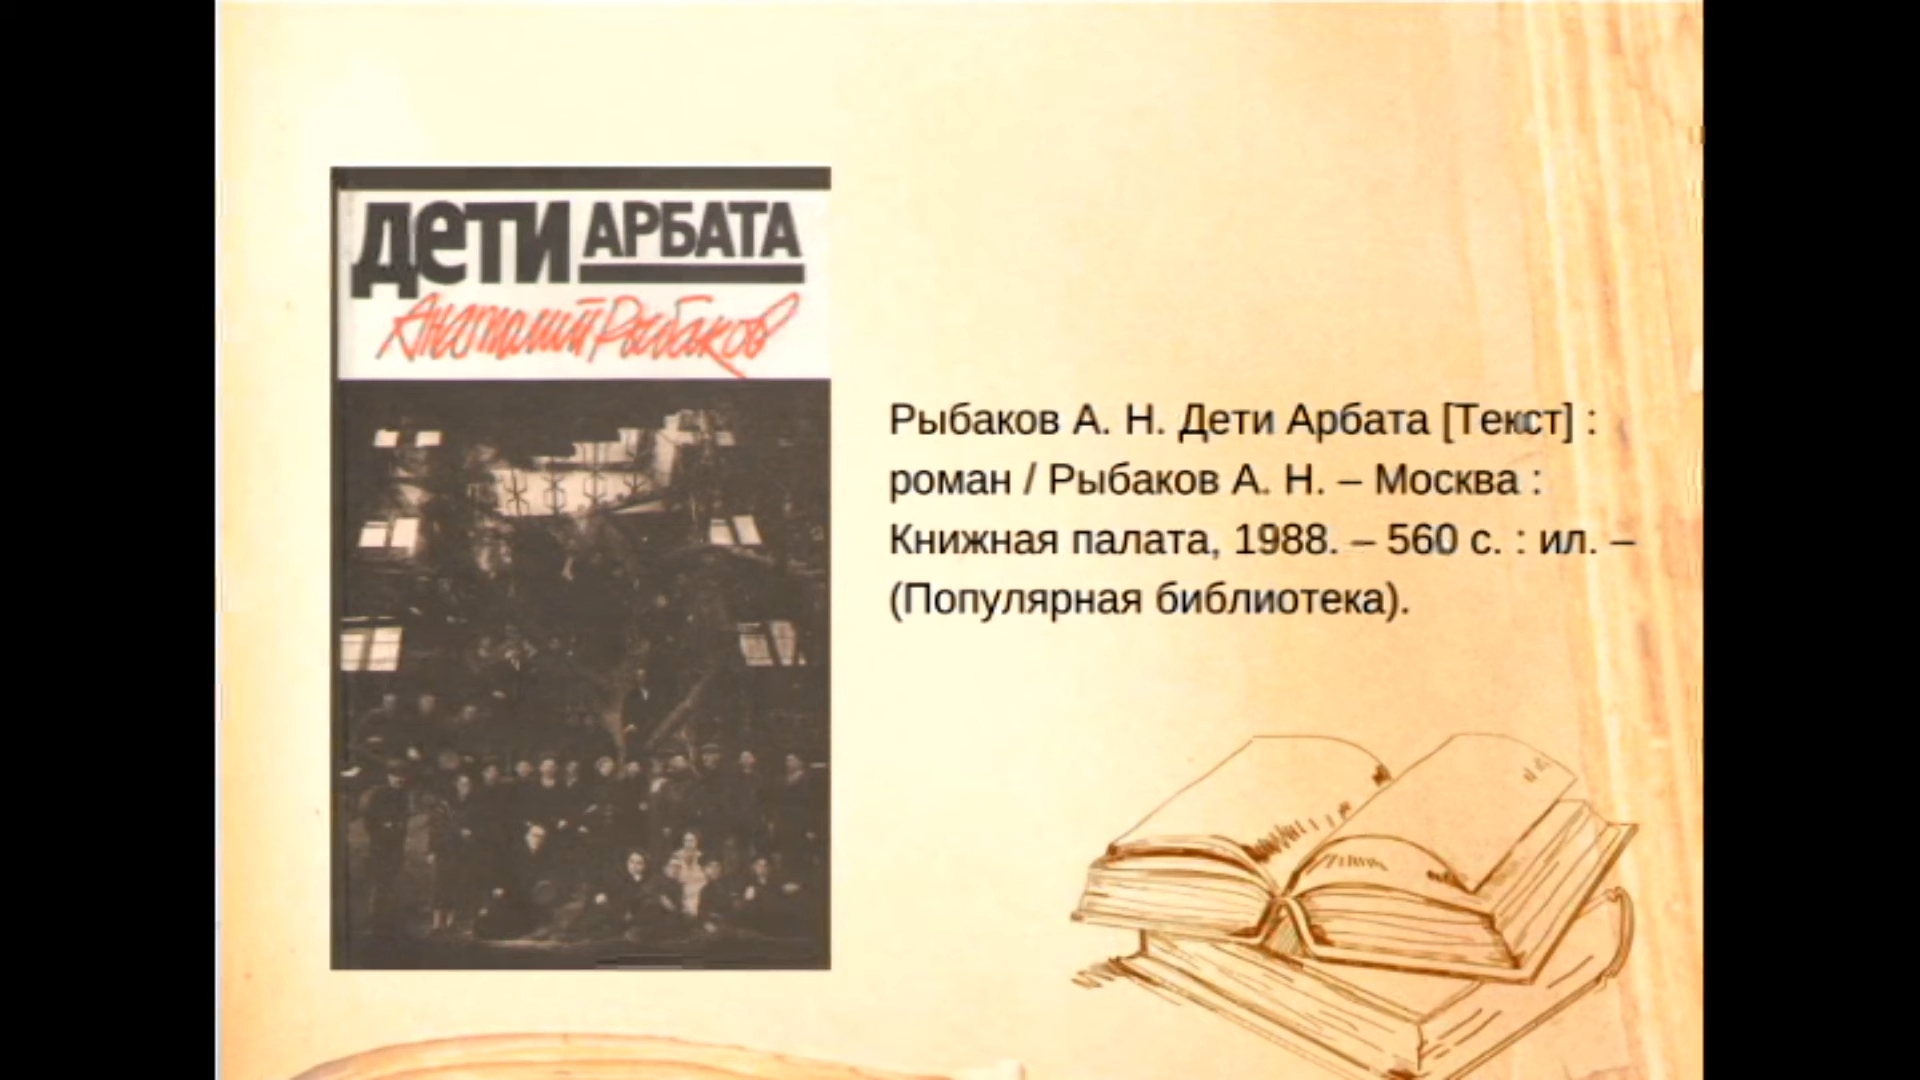 Дети АРБАТА
Анатолий Рыбаков
Рыбаков А. Н. Дети Арбата [Текст] :
роман / Рыбаков А. Н. – Москва :
Книжная палата, 1988. – 560 с. : ил. –
(Популярная библиотека).